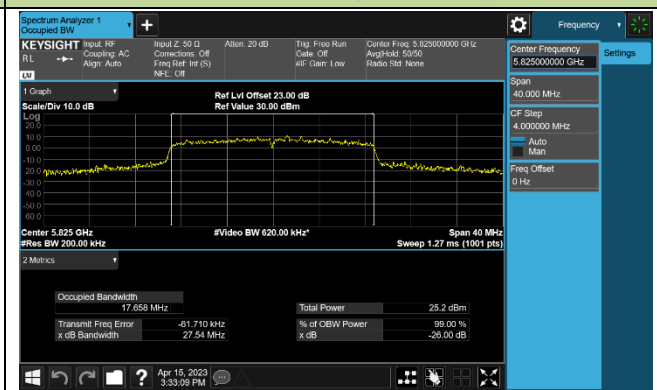 Spectrum Analyzer 1
Occupied BW
+
Frequency
KEYSIGHT
Input: RF
Input Z: 50 Ω
Atten: 20 dB
Trig: Free Run
Center Freq: 5.825000000 GHz
RL
Coupling: AC
Corrections: Off
Gate: Off
Avg|Hold: 50/50
Align: Auto
Freq Ref: Int (S)
#IF Gain: Low
Radio Std: None
LXI
NFE: Off
Center Frequency
5.825000000 GHz
Settings
Span
40.000 MHz
CF Step
4.000000 MHz
Auto
Man
Freq Offset
0 Hz
1 Graph
Ref Lvl Offset 23.00 dB
Scale/Div 10.0 dB
Ref Value 30.00 dBm
Log
20.0
10.0
0.00
-10.0
-20.0
-30.0
-40.0
-50.0
-60.0
Center 5.825 GHz
#Video BW 620.00 kHz*
Span 40 MHz
#Res BW 200.00 kHz
Sweep 1.27 ms (1001 pts)
2 Metrics
Occupied Bandwidth
17.658 MHz
Total Power
25.2 dBm
Transmit Freq Error
-61.710 kHz
% of OBW Power
99.00 %
x dB Bandwidth
27.54 MHz
x dB
-26.00 dB
?
Apr 15, 2023
3:33:09 PM